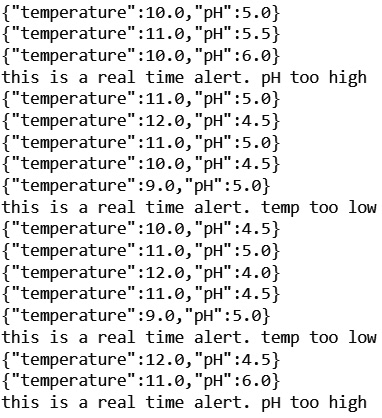 {"temperature":10.0,"pH":5.0}
{"temperature":11.0,"pH":5.5}
{"temperature":10.0,"pH":6.0}
this is a real time alert. pH too high
{"temperature":11.0,"pH":5.0}
{"temperature":12.0,"pH":4.5}
{"temperature":11.0,"pH":5.0}
{"temperature":10.0,"pH":4.5}
{"temperature":9.0,"pH":5.0}
this is a real time alert. temp too low
{"temperature":10.0,"pH":4.5}
{"temperature":11.0,"pH":5.0}
{"temperature":12.0,"pH":4.0}
{"temperature":11.0,"pH":4.5}
{"temperature":9.0,"pH":5.0}
this is a real time alert. temp too low
{"temperature":12.0,"pH":4.5}
{"temperature":11.0,"pH":6.0}
this is a real time alert. pH too high